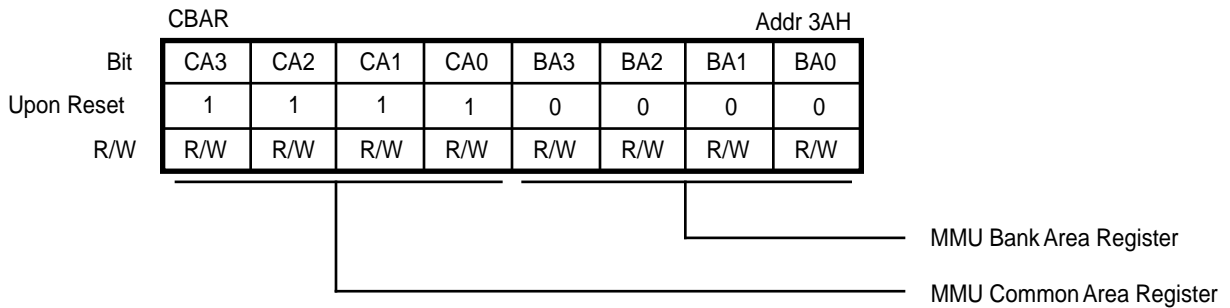 CBAR Addr 3AH
Bit CA3 CA2 CA1 CA0 BA3 BA2 BA1 BA0
Upon Reset 1 1 1 1 0 0 0 0
R/W R/W R/W R/W R/W R/W R/W R/W R/W
MMU Bank Area Register
MMU Common Area Register